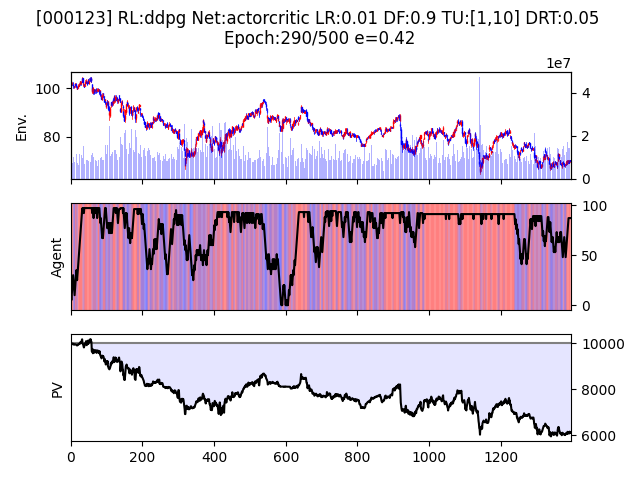 [000123] RL:ddpg Net:actorcritic LR:0.01 DF:0.9 TU:[1,10] DRT:0.05
Epoch:290/500 e=0.42
1e7
Env.
100
80
4
2
0
Agent
100
50
0
PV
10000
8000
6000
0 200 400 600 800 1000 1200